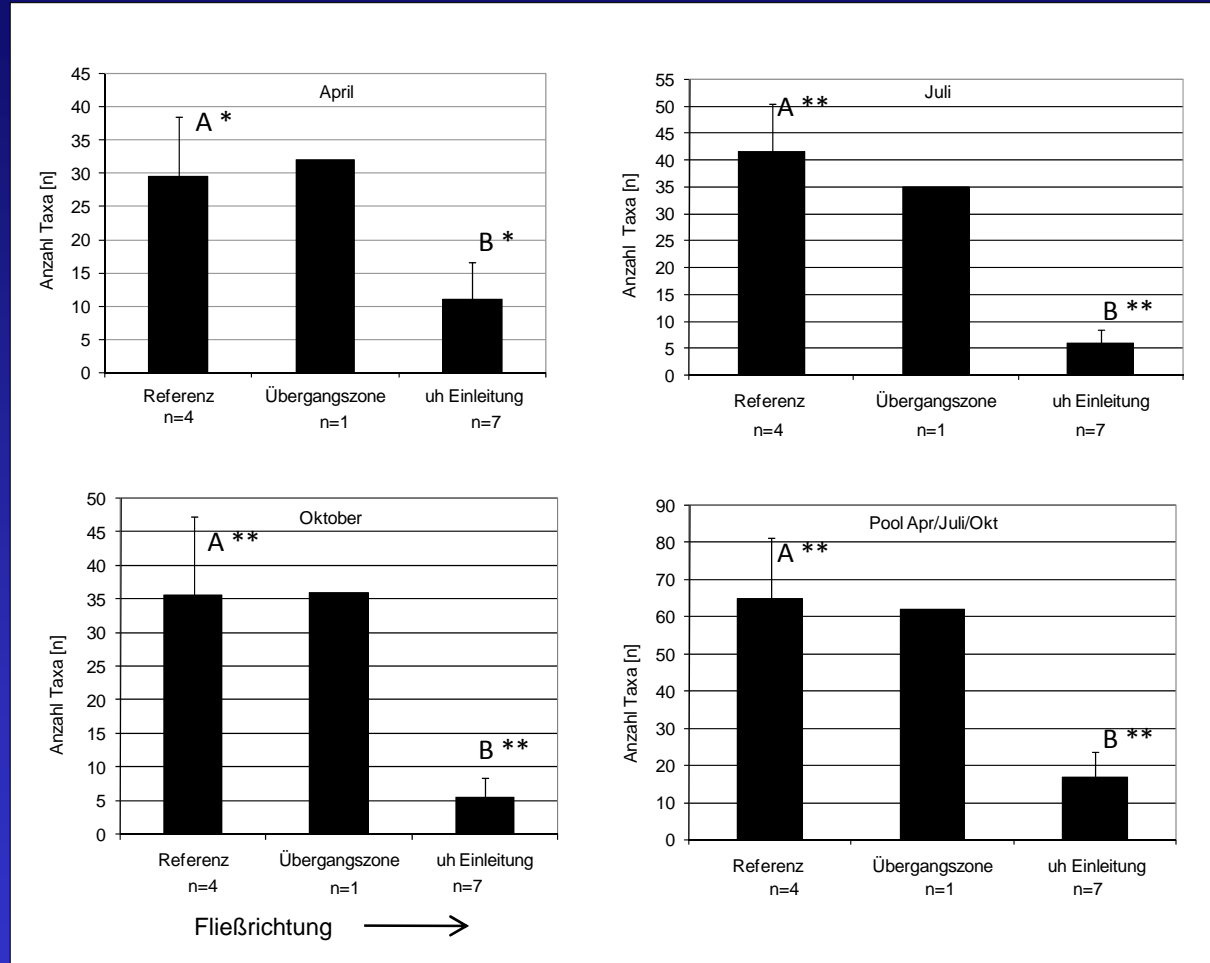 April
Anzahl Taxa [n]
45
40
35
30
25
20
15
10
5
0
A *
B *
Referenz Übergangszone uh Einleitung
n=4 n=1 n=7
Juli
Anzahl Taxa [n]
55
50
45
40
35
30
25
20
15
10
5
0
A **
B **
Referenz Übergangszone uh Einleitung
n=4 n=1 n=7
Oktober
Anzahl Taxa [n]
50
45
40
35
30
25
20
15
10
5
0
A **
B **
Referenz Übergangszone uh Einleitung
n=4 n=1 n=7
Pool Apr/Juli/Okt
Anzahl Taxa [n]
90
80
70
60
50
40
30
20
10
0
A **
B **
Referenz Übergangszone uh Einleitung
n=4 n=1 n=7
Fließrichtung